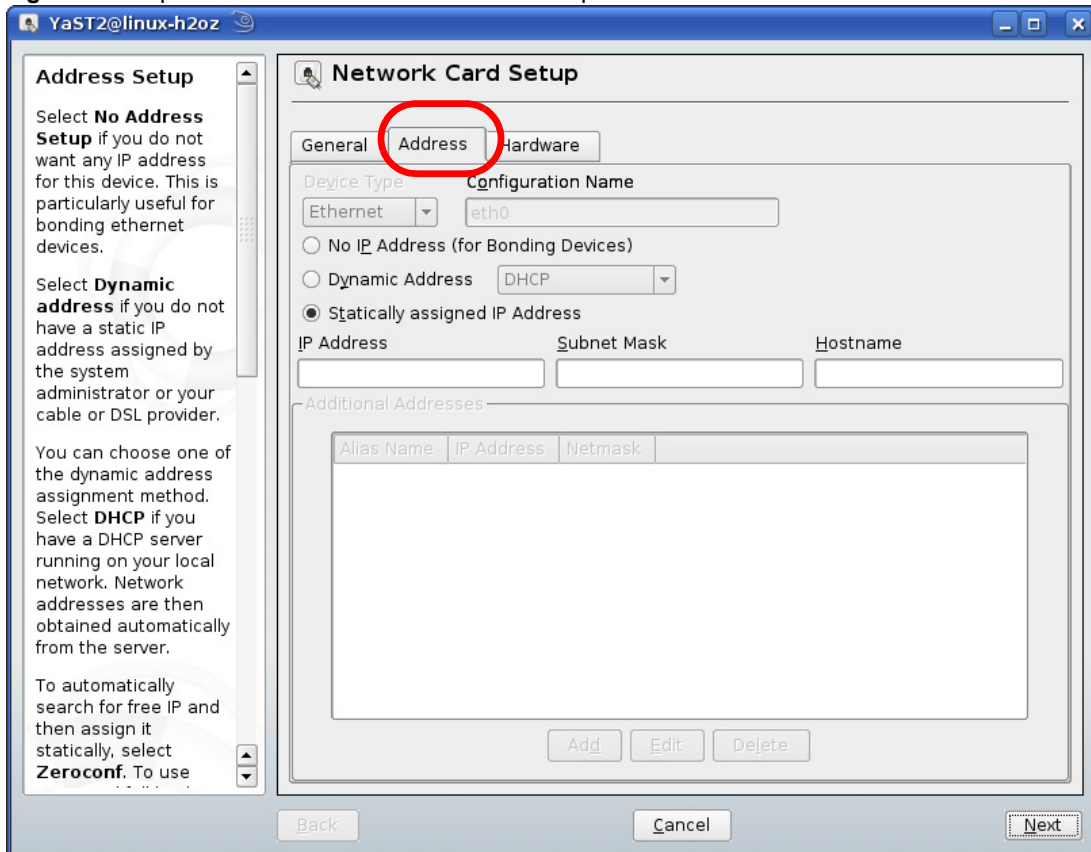 YaST2@linux-h2oz
Address Setup
Select No Address
Setup if you do not
want any IP address
for this device. This is
particularly useful for
bonding ethernet
devices.
Select Dynamic
address if you do not
have a static IP
address assigned by
the system
administrator or your
cable or DSL provider.
You can choose one of
the dynamic address
assignment method.
Select DHCP if you
have a DHCP server
running on your local
network. Network
addresses are then
obtained automatically
from the server.
To automatically
search for free IP and
then assign it
statically, select
Zeroconf. To use
Network Card Setup
General Address Hardware
Device Type Configuration Name
Ethernet eth0
No IP Address (for Bonding Devices)
Dynamic Address DHCP
Statically assigned IP Address
IP Address Subnet Mask Hostname
Additional Addresses
Alias Name IP Address Netmask
Add Edit Delete
Back Cancel Next